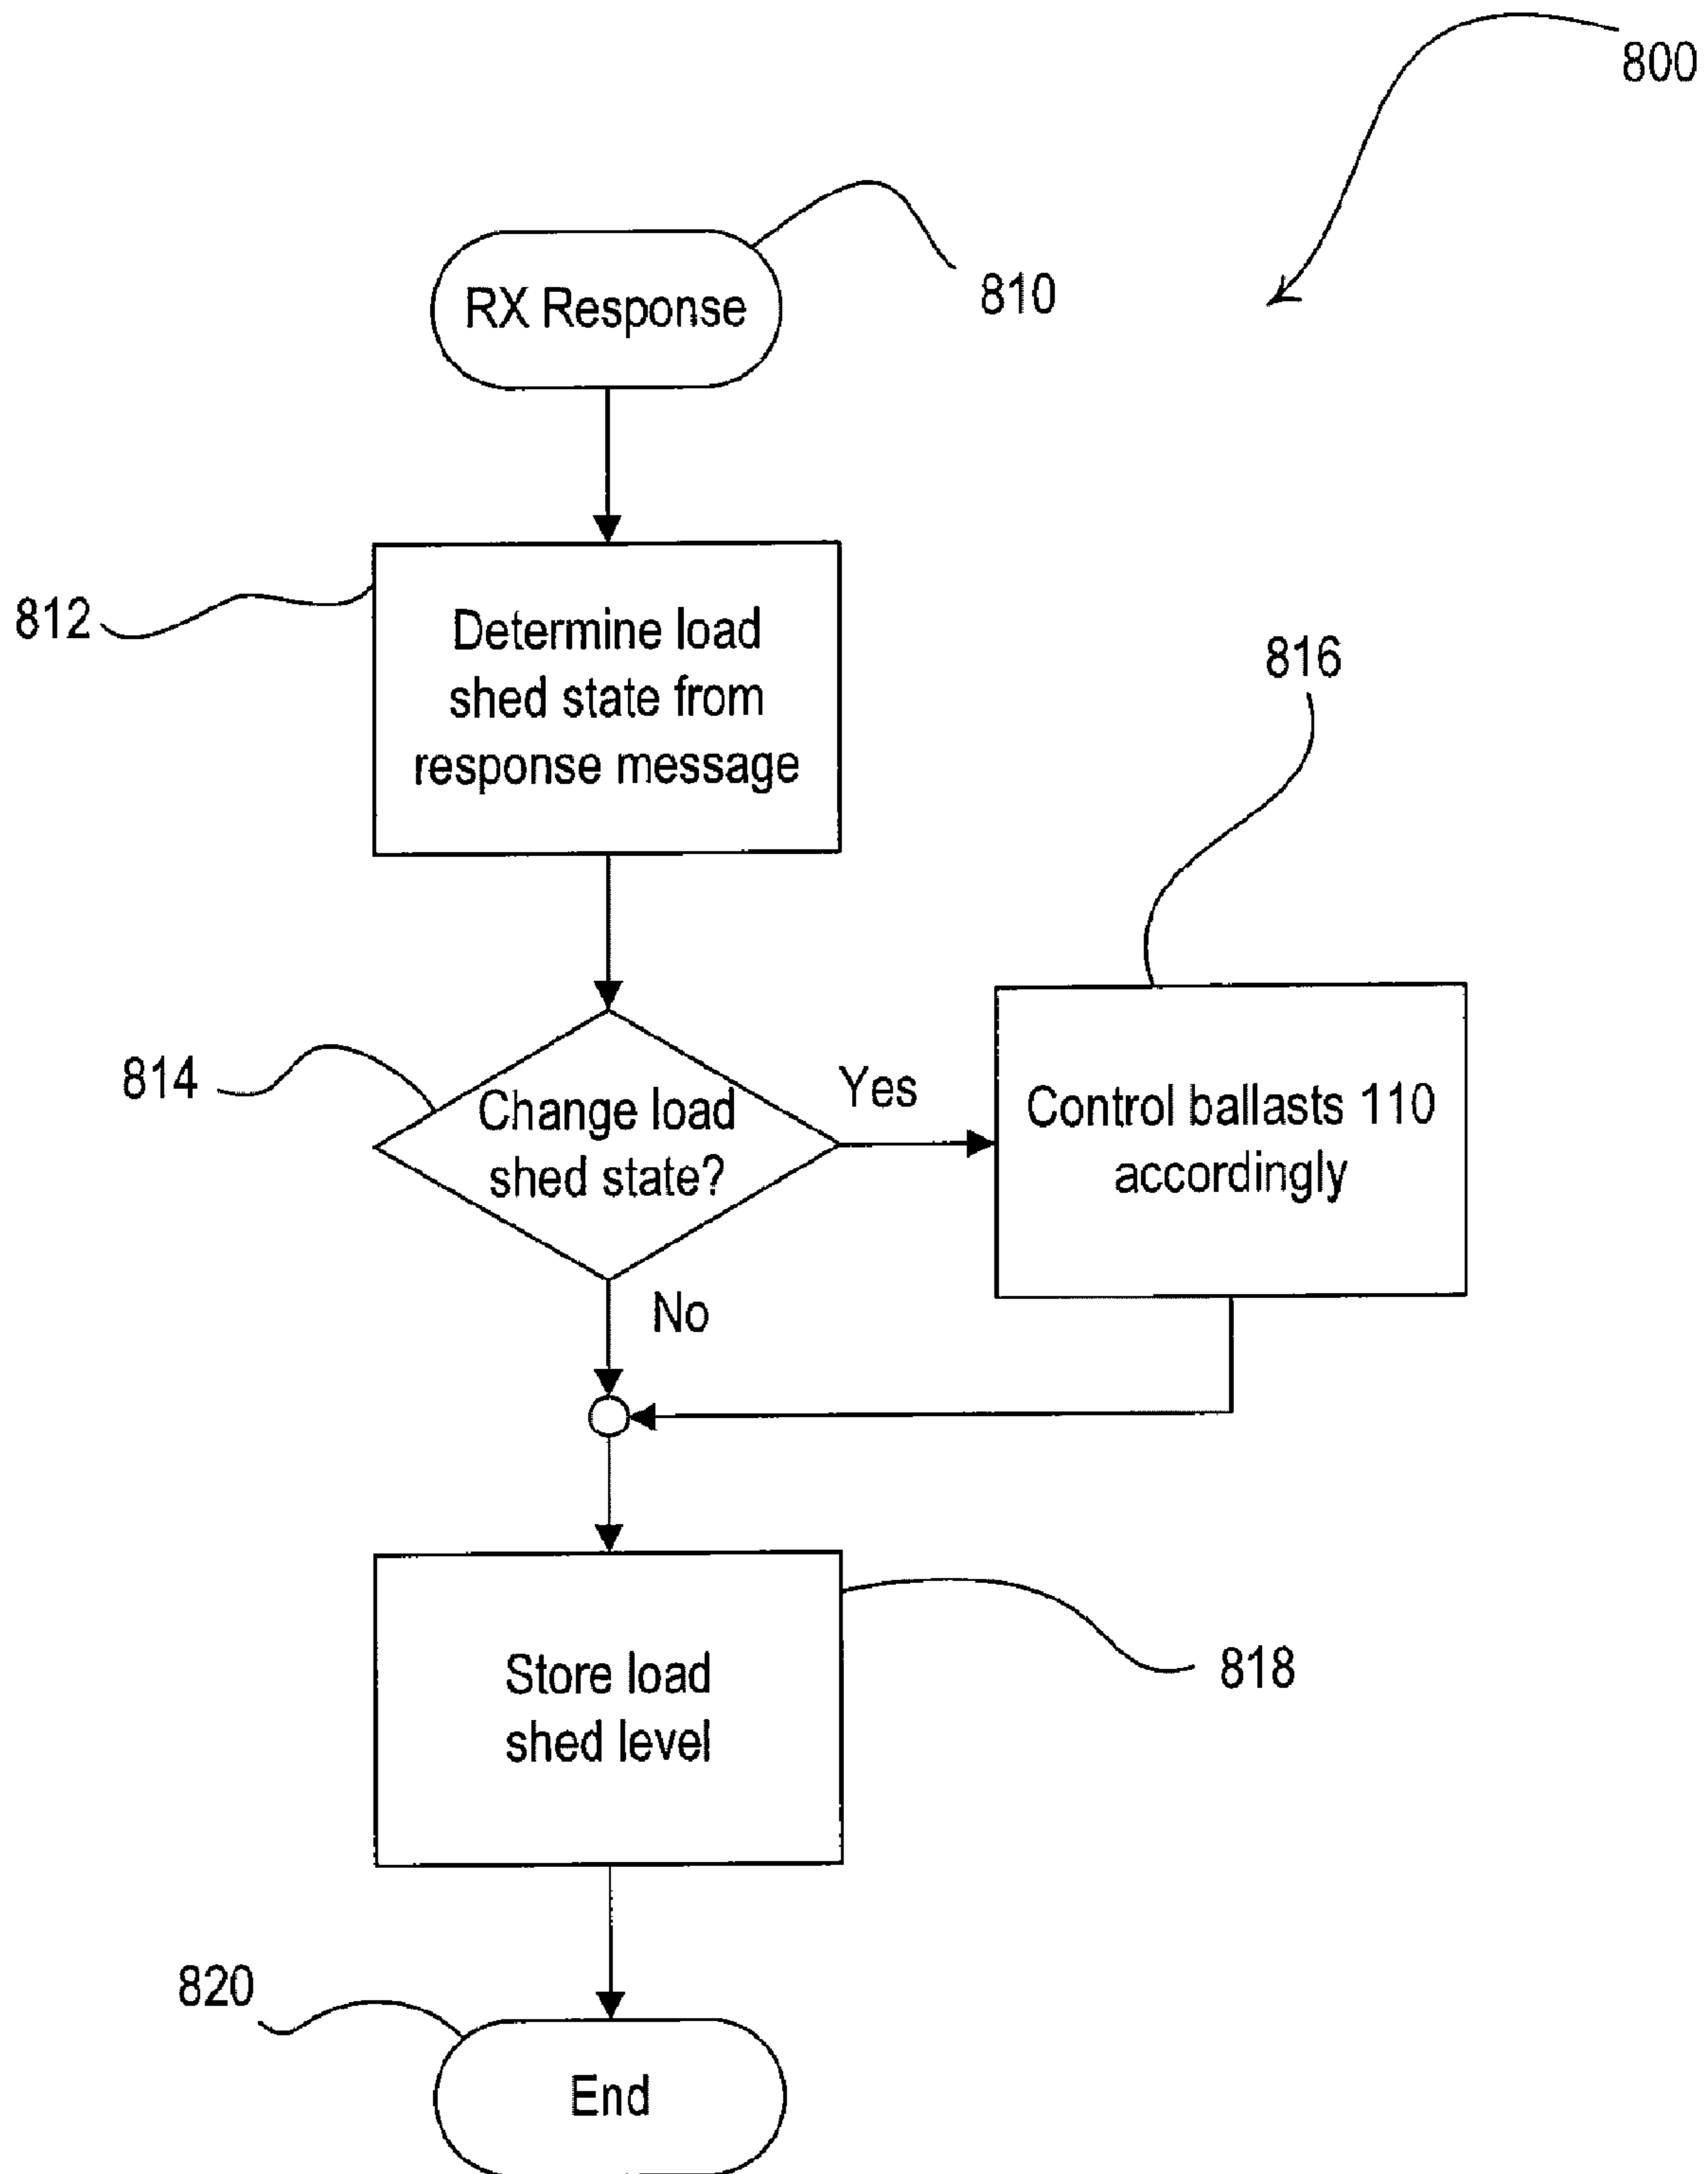 800
RX Response
810
812
Determine load
shed state from
response message
816
814
Change load
shed state?
Yes
Control ballasts 110
accordingly
No
Store load
shed level
818
820
End